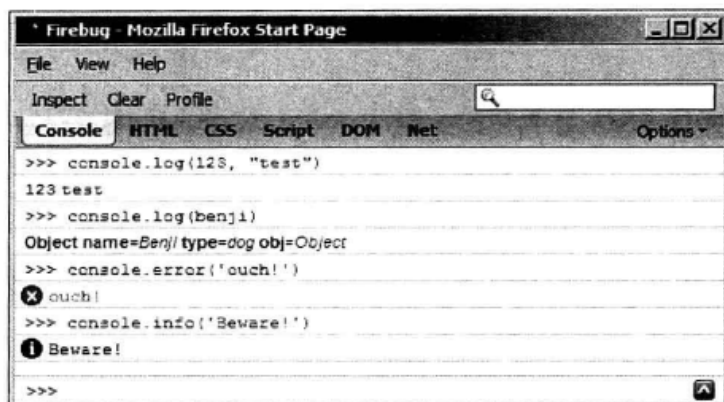 * Firebug - Mozilla Firefox Start Page
File View Help
Inspect Clear Profile
Console HTML CSS Script DOM Net Options
>>> console.log(123, "test")
123 test
>>> console.log(benji)
Object name=Benji type=dog obj=Object
>>> console.error('ouch!')
ouch!
>>> console.info('Beware!')
Beware!
>>>